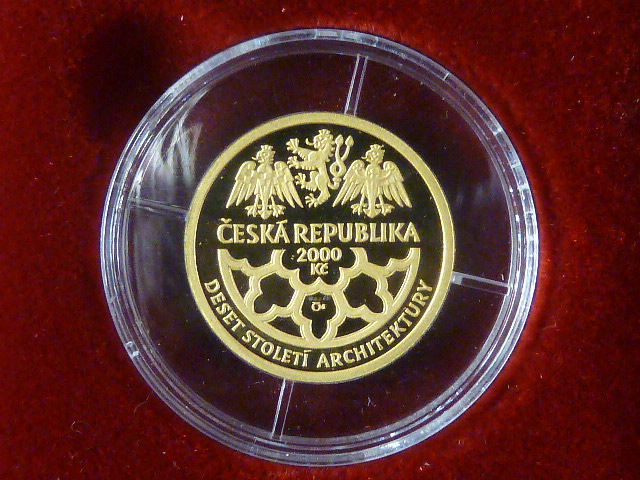 ČESKÁ REPUBLIKA
2000
Kč
DESET STOLETÍ ARCHITEKTURY